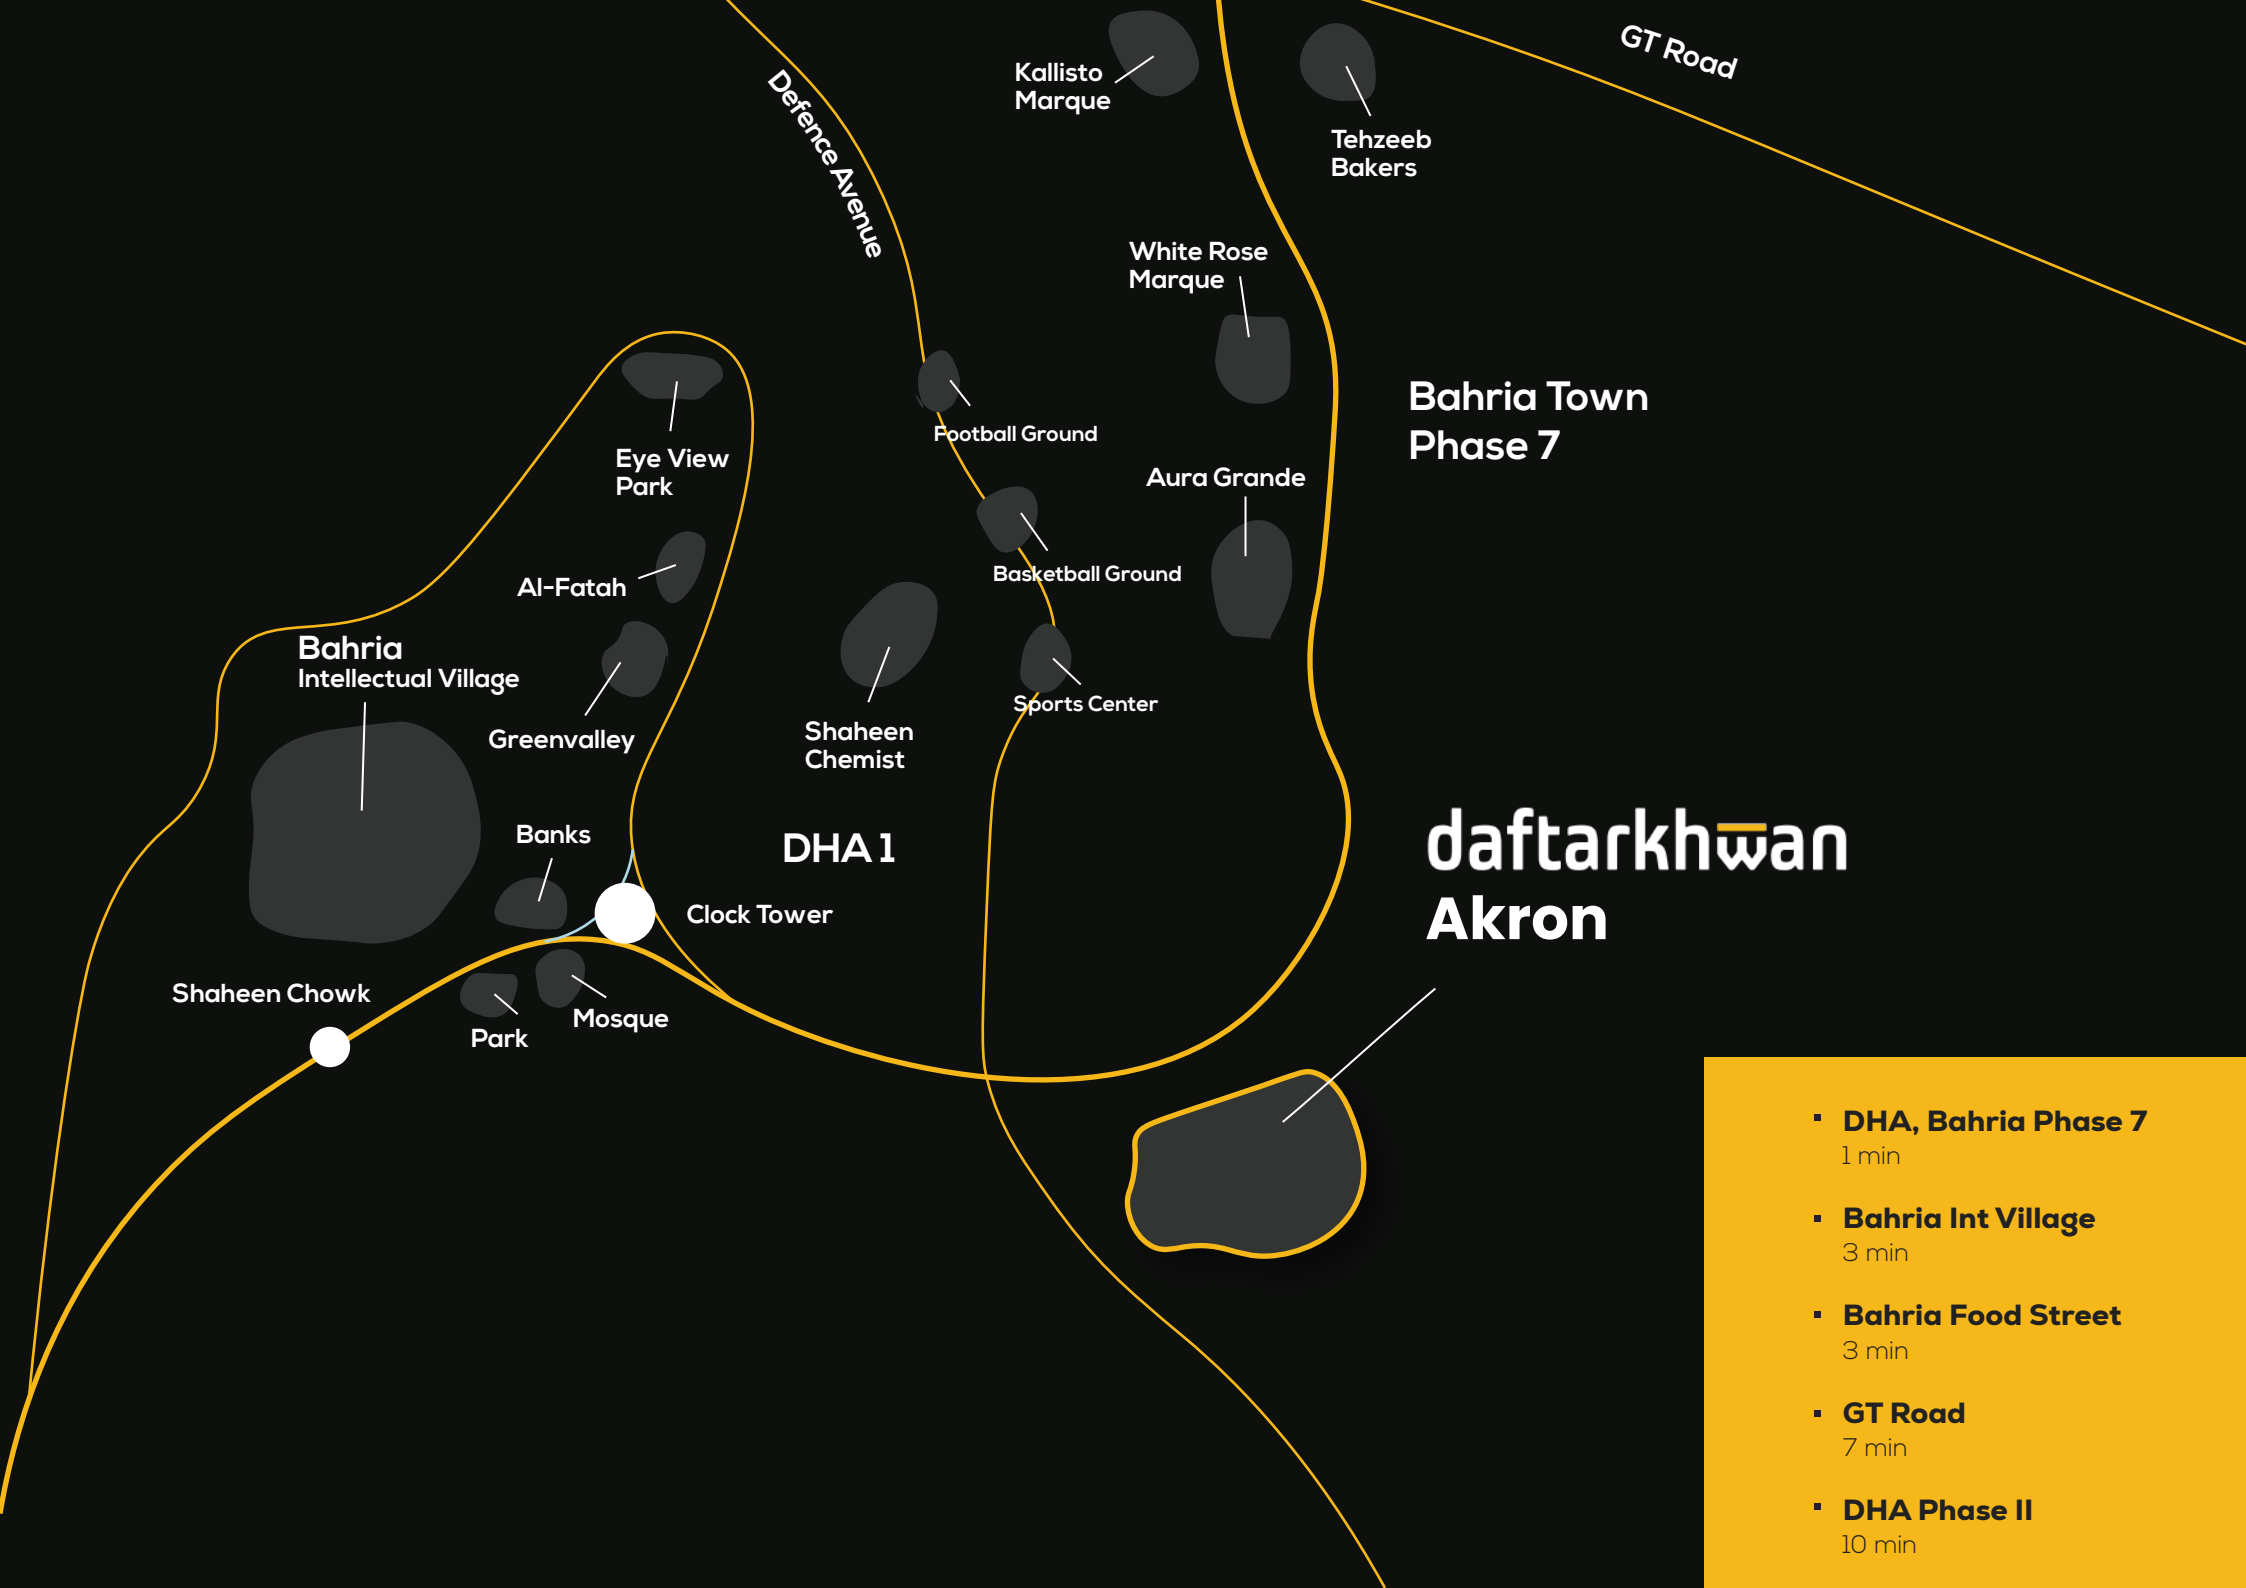 GT Road
Defence Avenue
Kallisto
Marque
Tehzeeb
Bakers
White Rose
Marque
Bahria Town
Phase 7
Football Ground
Eye View
Park
Aura Grande
Al-Fatah
Basketball Ground
Bahria
Intellectual Village
Sports Center
Greenvalley
Shaheen
Chemist
Banks
DHA 1
daftarkhwan
Akron
Clock Tower
Shaheen Chowk
Mosque
Park
▪ DHA, Bahria Phase 7
1 min
▪ Bahria Int Village
3 min
▪ Bahria Food Street
3 min
▪ GT Road
7 min
▪ DHA Phase II
10 min